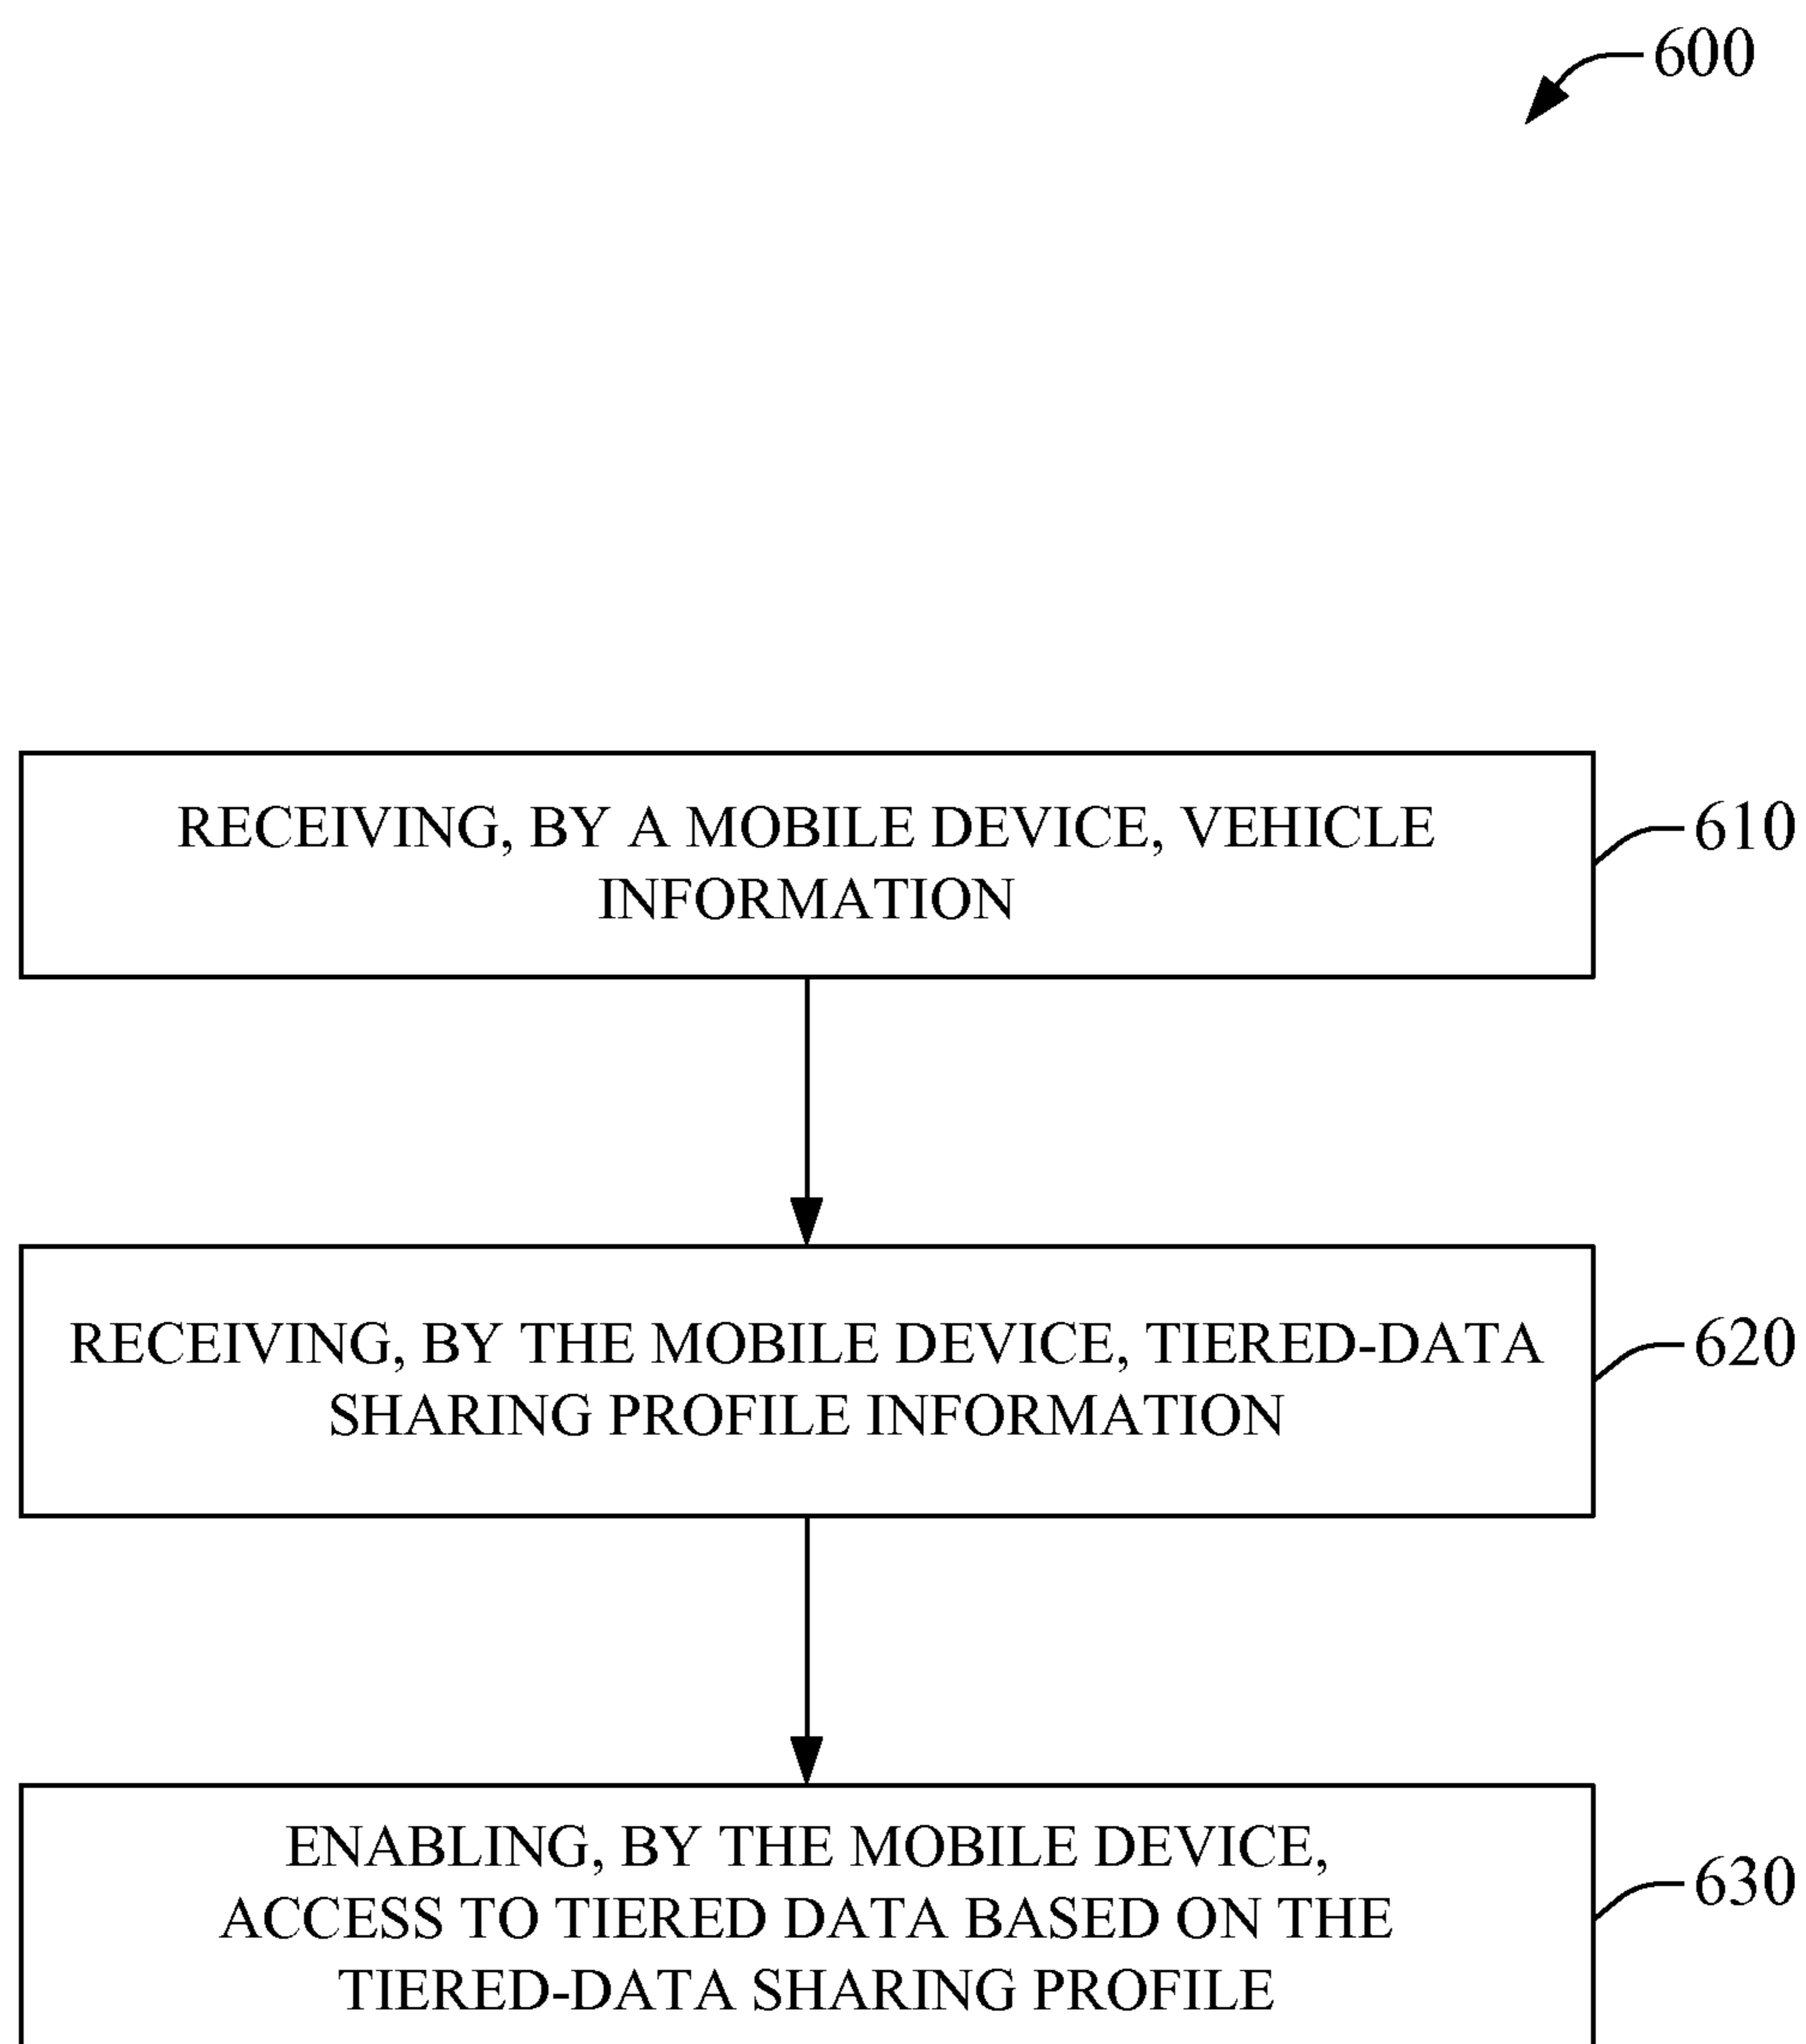 600
RECEIVING, BY A MOBILE DEVICE, VEHICLE
INFORMATION
610
RECEIVING, BY THE MOBILE DEVICE, TIERED-DATA
SHARING PROFILE INFORMATION
620
ENABLING, BY THE MOBILE DEVICE,
ACCESS TO TIERED DATA BASED ON THE
TIERED-DATA SHARING PROFILE
630